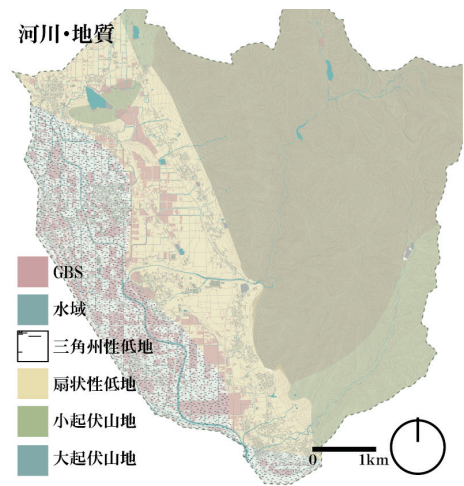 河川・地質
GBS
水域
三角州性低地
扇状性低地
小起伏山地
大起伏山地
0 1km